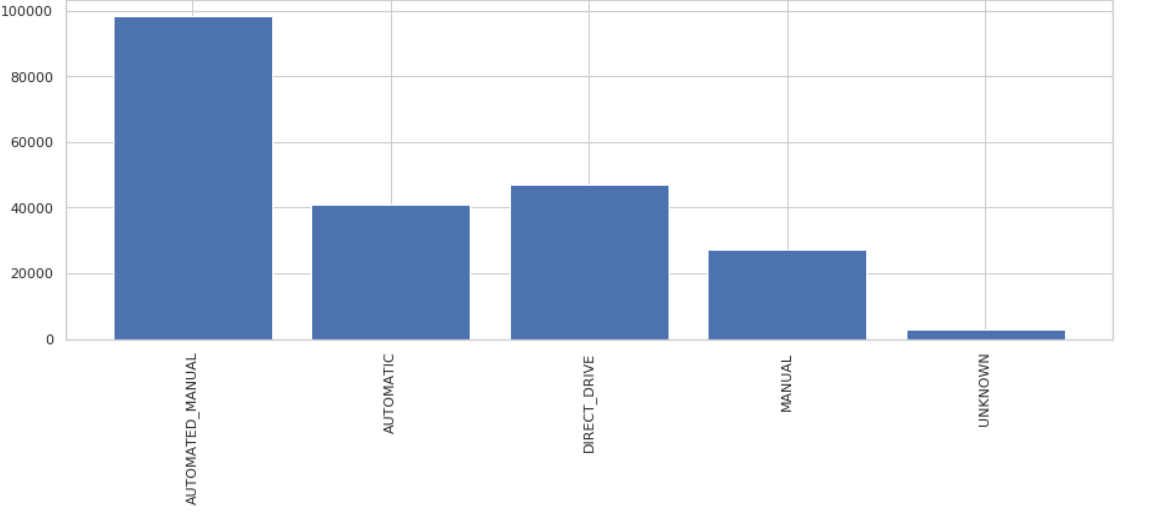 100000
80000
60000
40000
20000
0
AUTOMATED_MANUAL
AUTOMATIC
DIRECT_DRIVE
MANUAL
UNKNOWN